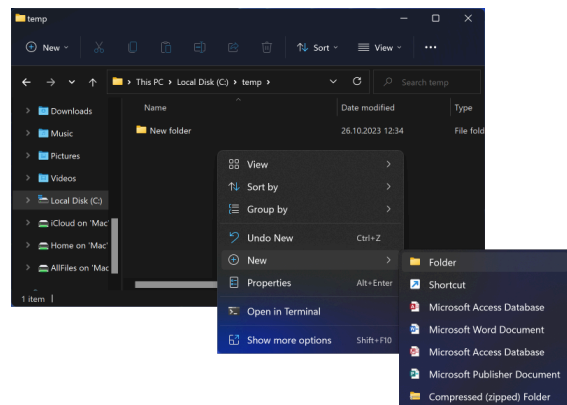 temp
New
Sort
View
This PC > Local Disk (C:) > temp >
Search temp
Name
Date modified
Type
Downloads
Music
Pictures
Videos
Local Disk (C:)
iCloud on 'Mac'
Home on 'Mac'
AllFiles on 'Mac
New folder
26.10.2023 12:34
File fold
1 item
View
Sort by
Group by
Undo New Ctrl+Z
New
Properties Alt+Enter
Open in Terminal
Show more options Shift+F10
Folder
Shortcut
Microsoft Access Database
Microsoft Word Document
Microsoft Access Database
Microsoft Publisher Document
Compressed (zipped) Folder